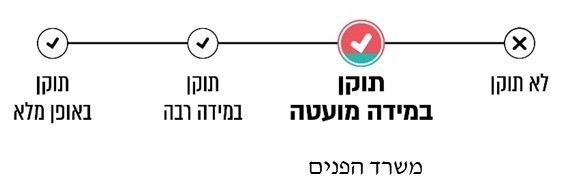 לא תוקן
תוקן
במידה מועטה
תוקן
במידה רבה
תוקן
באופן מלא
משרד הפנים